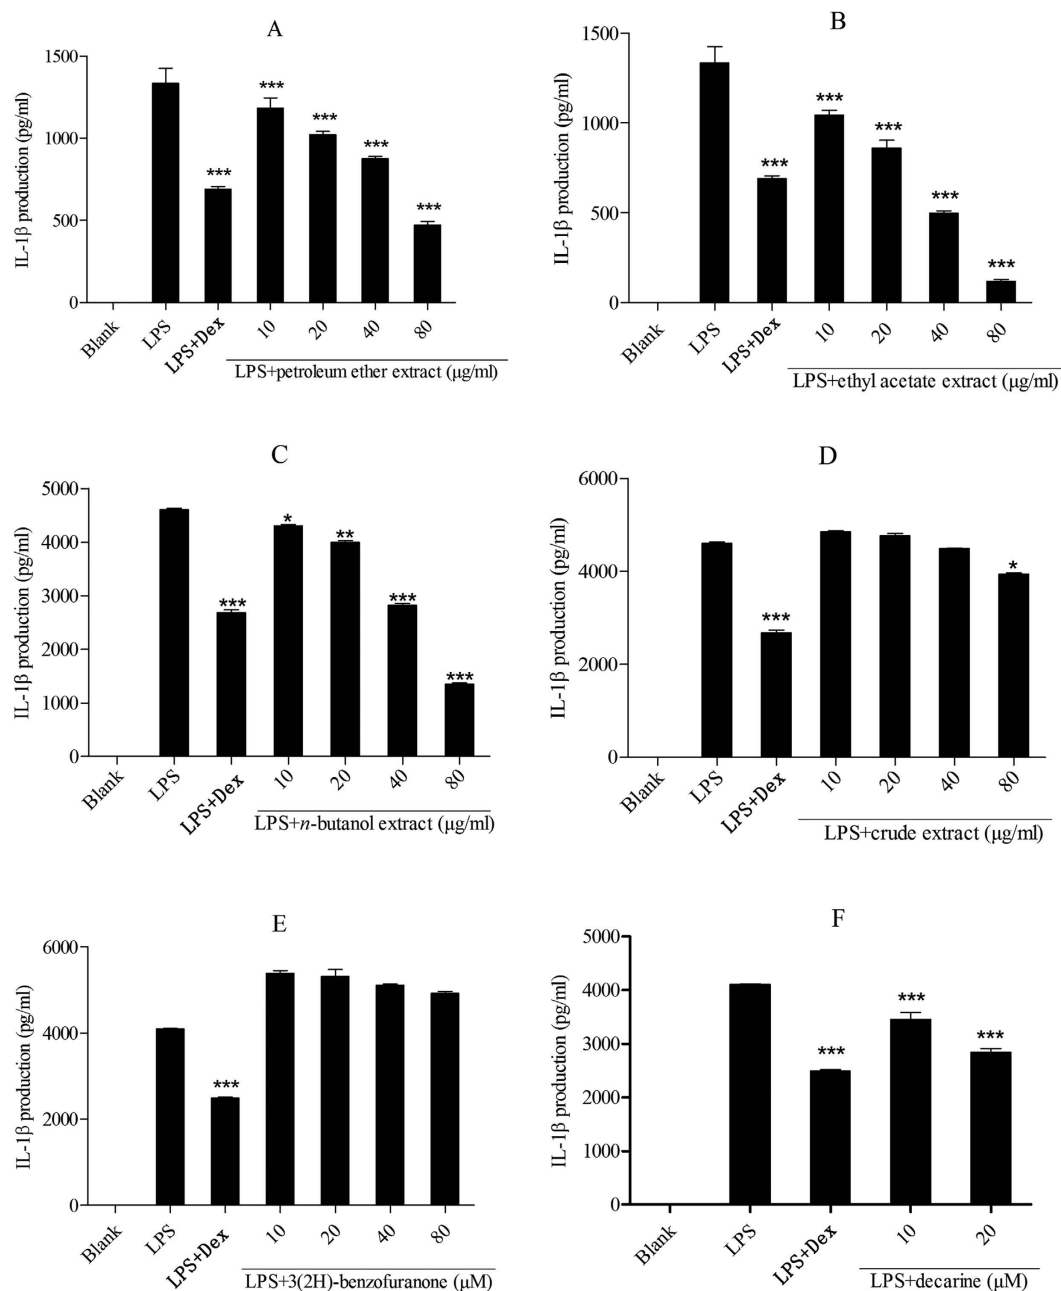 A
IL-1β production (pg/ml)
1500
1000
500
0
***
***
***
***
***
Blank
LPS
LPS+Dex
10
20
40
80
LPS+petroleum ether extract (μg/ml)
B
IL-1β production (pg/ml)
1500
1000
500
0
***
***
***
***
***
Blank
LPS
LPS+Dex
10
20
40
80
LPS+ethyl acetate extract (μg/ml)
C
IL-1β production (pg/ml)
5000
4000
3000
2000
1000
0
***
*
**
***
***
Blank
LPS
LPS+Dex
10
20
40
80
LPS+n-butanol extract (μg/ml)
D
IL-1β production (pg/ml)
6000
4000
2000
0
***
*
Blank
LPS
LPS+Dex
10
20
40
80
LPS+crude extract (μg/ml)
E
IL-1β production (pg/ml)
6000
4000
2000
0
***
Blank
LPS
LPS+Dex
10
20
40
80
LPS+3(2H)-benzofuranone (μM)
F
IL-1β production (pg/ml)
5000
4000
3000
2000
1000
0
***
***
***
Blank
LPS
LPS+Dex
10
20
LPS+decarine (μM)